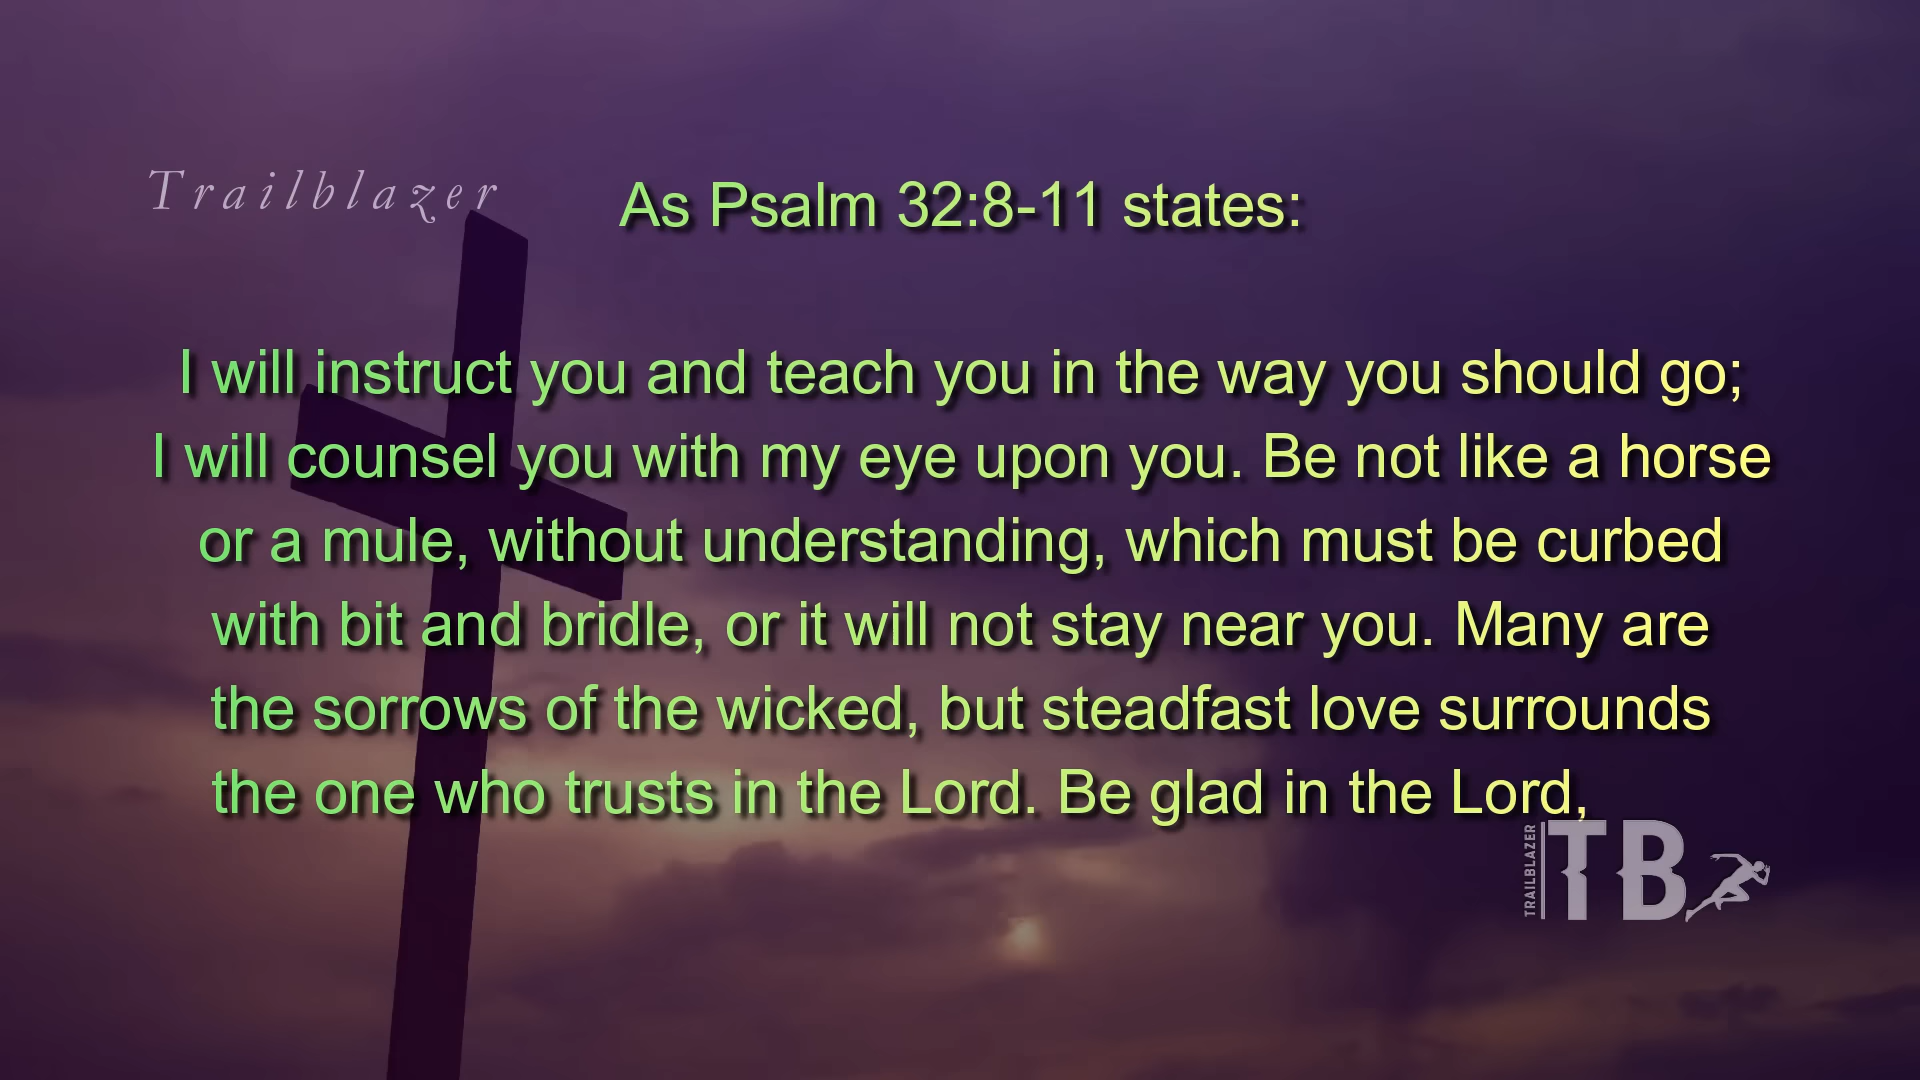 Trailblazer
As Psalm 32:8-11 states:
I will instruct you and teach you in the way you should go;
I will counsel you with my eye upon you. Be not like a horse
or a mule, without understanding, which must be curbed
with bit and bridle, or it will not stay near you. Many are
the sorrows of the wicked, but steadfast love surrounds
the one who trusts in the Lord. Be glad in the Lord,
TRAILBLAZER
TB